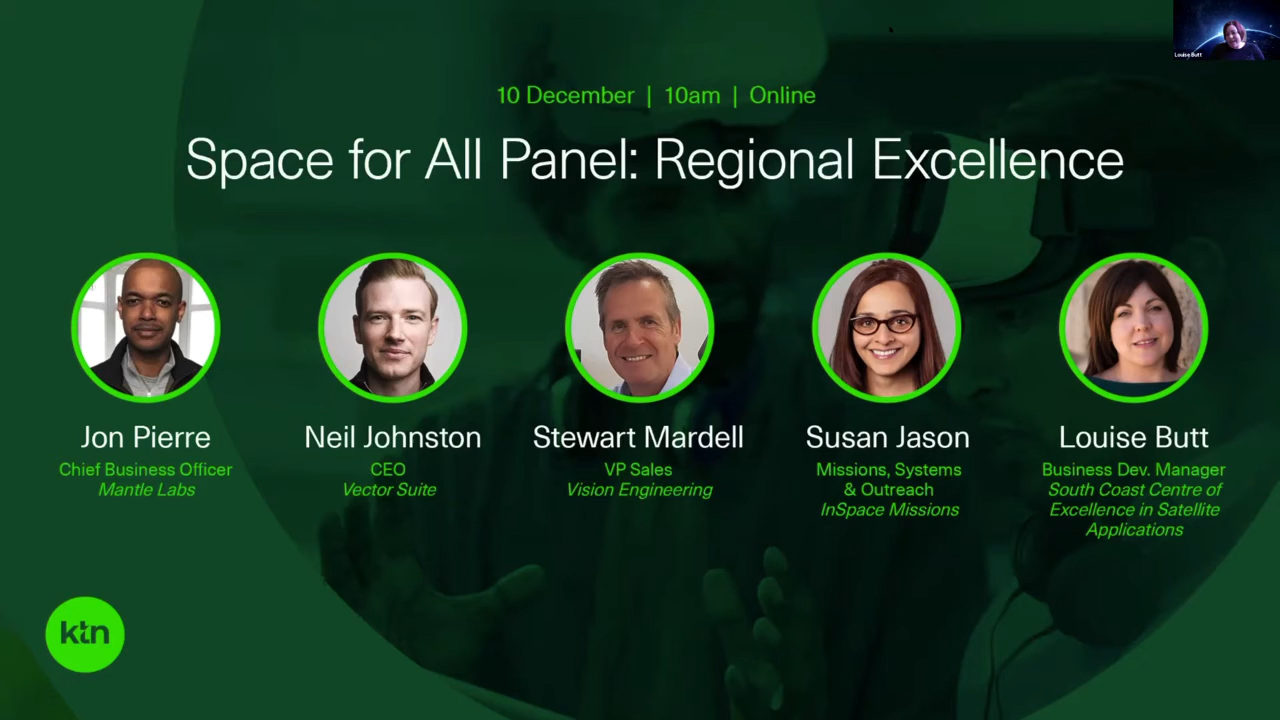 Louise Butt
10 December | 10am | Online
Space for All Panel: Regional Excellence
Jon Pierre
Chief Business Officer
Mantle Labs
Neil Johnston
CEO
Vector Suite
Stewart Mardell
VP Sales
Vision Engineering
Susan Jason
Missions, Systems
& Outreach
InSpace Missions
Louise Butt
Business Dev. Manager
South Coast Centre of
Excellence in Satellite
Applications
ktn